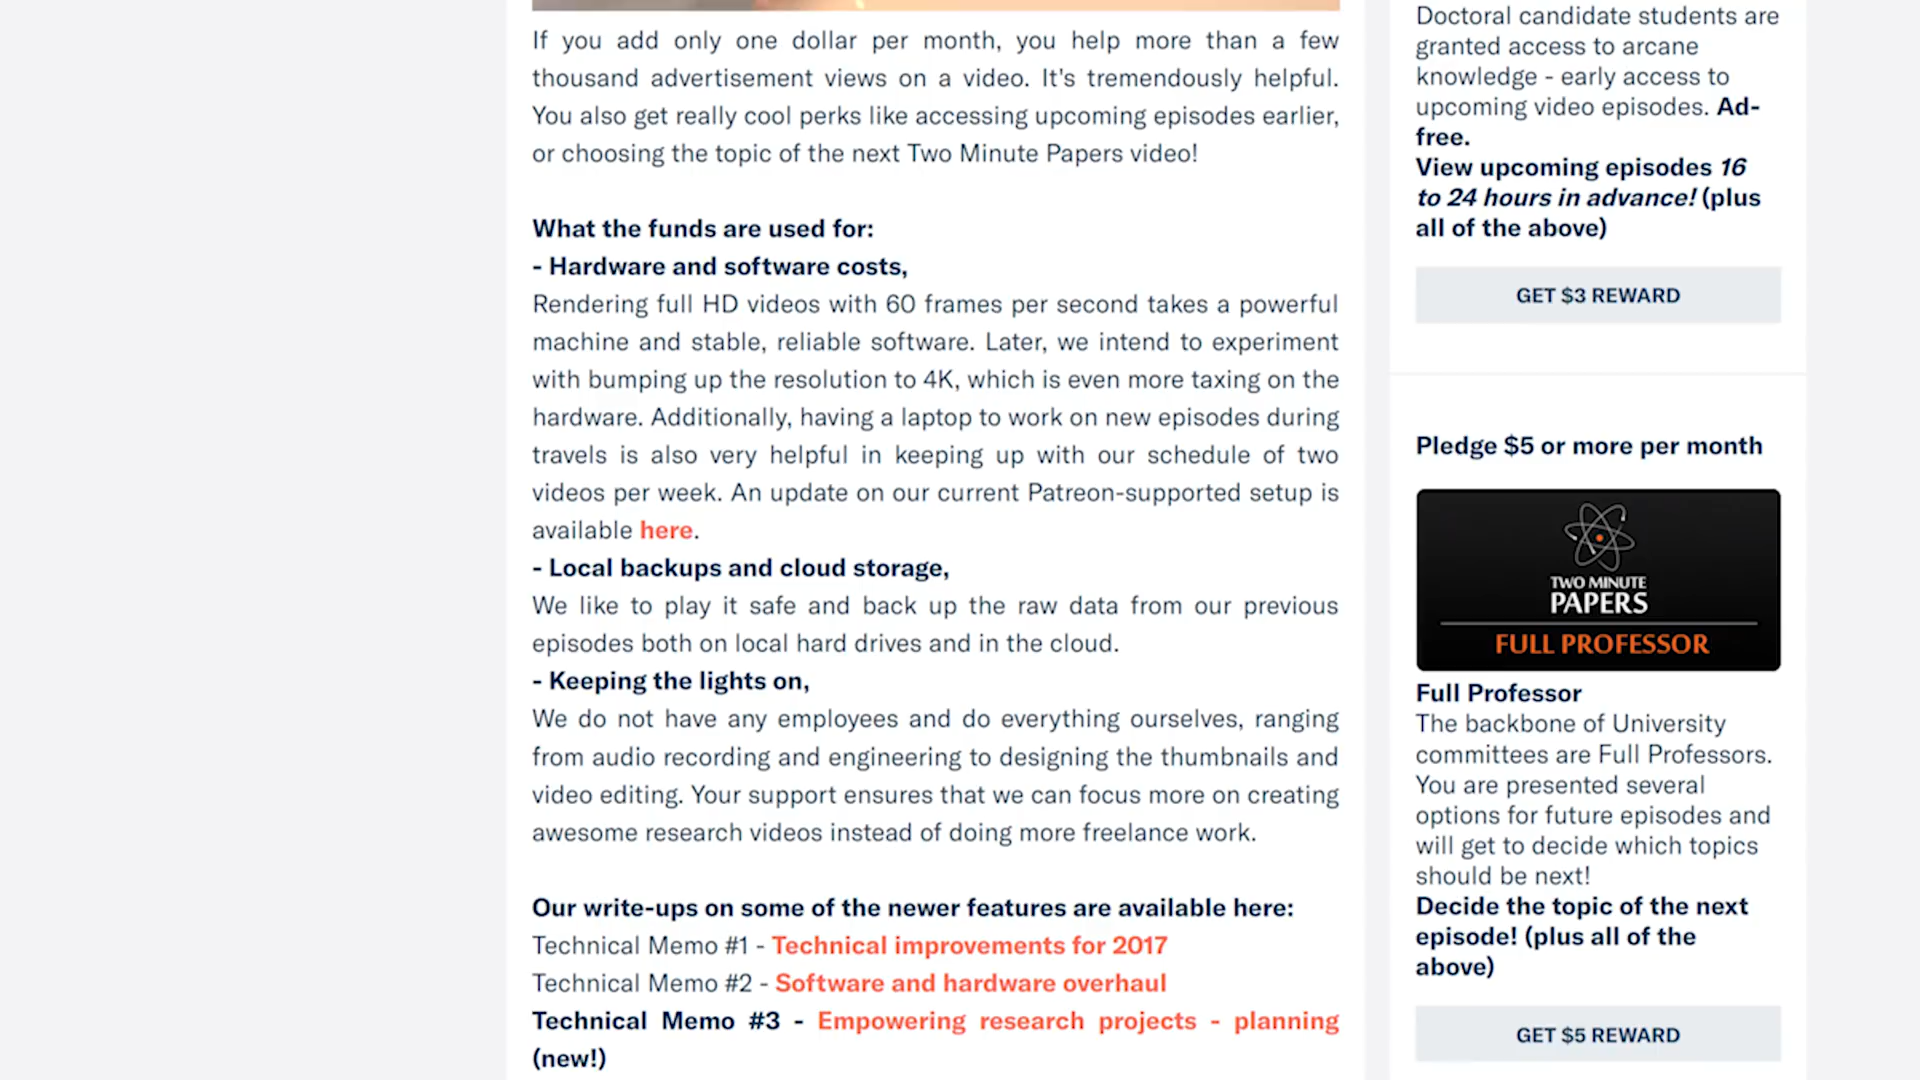 If you add only one dollar per month, you help more than a few
thousand advertisement views on a video. It's tremendously helpful.
You also get really cool perks like accessing upcoming episodes earlier,
or choosing the topic of the next Two Minute Papers video!
What the funds are used for:
- Hardware and software costs,
Rendering full HD videos with 60 frames per second takes a powerful
machine and stable, reliable software. Later, we intend to experiment
with bumping up the resolution to 4K, which is even more taxing on the
hardware. Additionally, having a laptop to work on new episodes during
travels is also very helpful in keeping up with our schedule of two
videos per week. An update on our current Patreon-supported setup is
available here.
- Local backups and cloud storage,
We like to play it safe and back up the raw data from our previous
episodes both on local hard drives and in the cloud.
- Keeping the lights on,
We do not have any employees and do everything ourselves, ranging
from audio recording and engineering to designing the thumbnails and
video editing. Your support ensures that we can focus more on creating
awesome research videos instead of doing more freelance work.
Our write-ups on some of the newer features are available here:
Technical Memo #1 - Technical improvements for 2017
Technical Memo #2 - Software and hardware overhaul
Technical Memo #3 - Empowering research projects - planning
(new!)
Doctoral candidate students are
granted access to arcane
knowledge - early access to
upcoming video episodes. Ad-
free.
View upcoming episodes 16
to 24 hours in advance! (plus
all of the above)
GET $3 REWARD
Pledge $5 or more per month
TWO MINUTE
PAPERS
FULL PROFESSOR
Full Professor
The backbone of University
committees are Full Professors.
You are presented several
options for future episodes and
will get to decide which topics
should be next!
Decide the topic of the next
episode! (plus all of the
above)
GET $5 REWARD